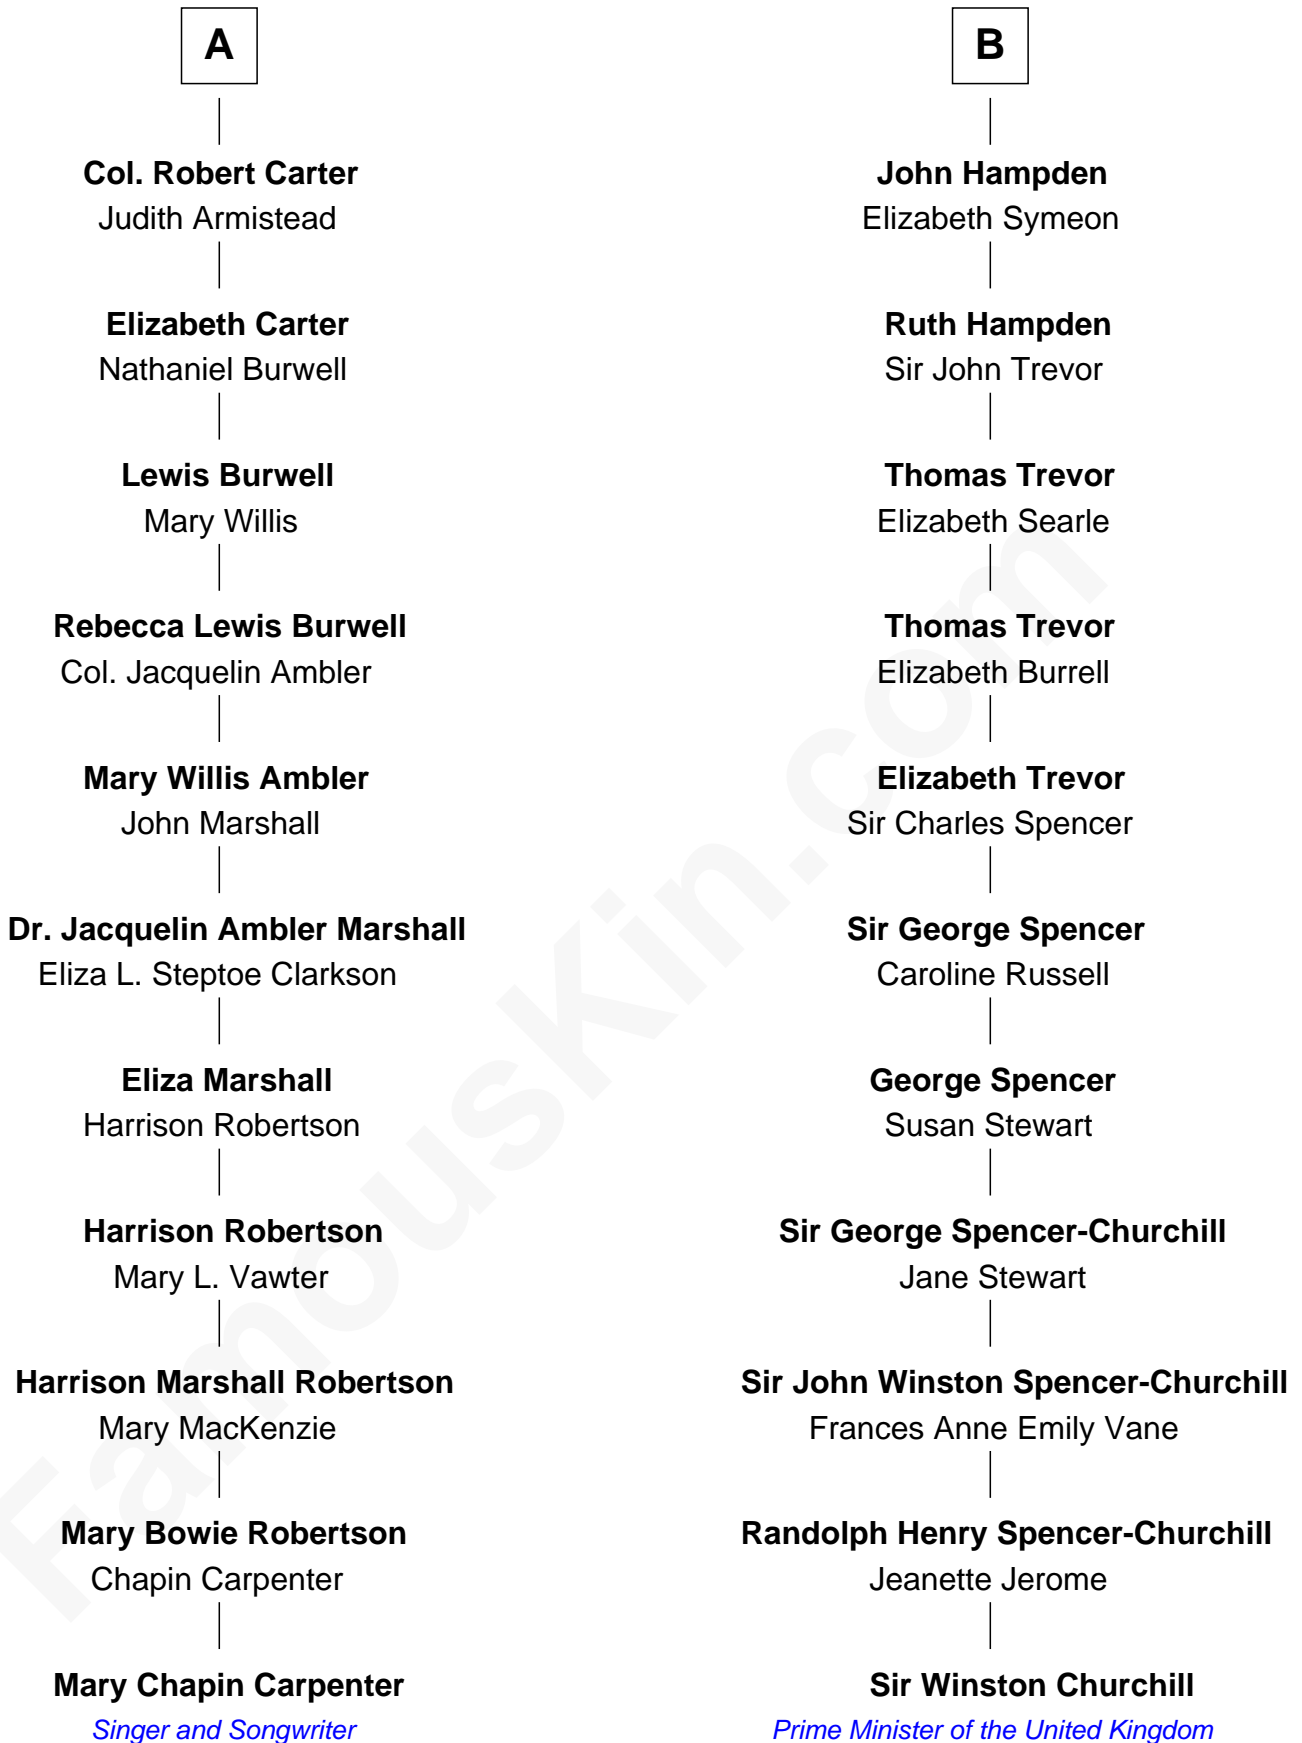 A
Col. Robert Carter
Judith Armistead
Elizabeth Carter
Nathaniel Burwell
Lewis Burwell
Mary Willis
Rebecca Lewis Burwell
Col. Jacquelin Ambler
Mary Willis Ambler
John Marshall
Dr. Jacquelin Ambler Marshall
Eliza L. Steptoe Clarkson
Eliza Marshall
Harrison Robertson
Harrison Robertson
Mary L. Vawter
Harrison Marshall Robertson
Mary MacKenzie
Mary Bowie Robertson
Chapin Carpenter
Mary Chapin Carpenter
Singer and Songwriter
B
John Hampden
Elizabeth Symeon
Ruth Hampden
Sir John Trevor
Thomas Trevor
Elizabeth Searle
Thomas Trevor
Elizabeth Burrell
Elizabeth Trevor
Sir Charles Spencer
Sir George Spencer
Caroline Russell
George Spencer
Susan Stewart
Sir George Spencer-Churchill
Jane Stewart
Sir John Winston Spencer-Churchill
Frances Anne Emily Vane
Randolph Henry Spencer-Churchill
Jeanette Jerome
Sir Winston Churchill
Prime Minister of the United Kingdom
FamousKin.com